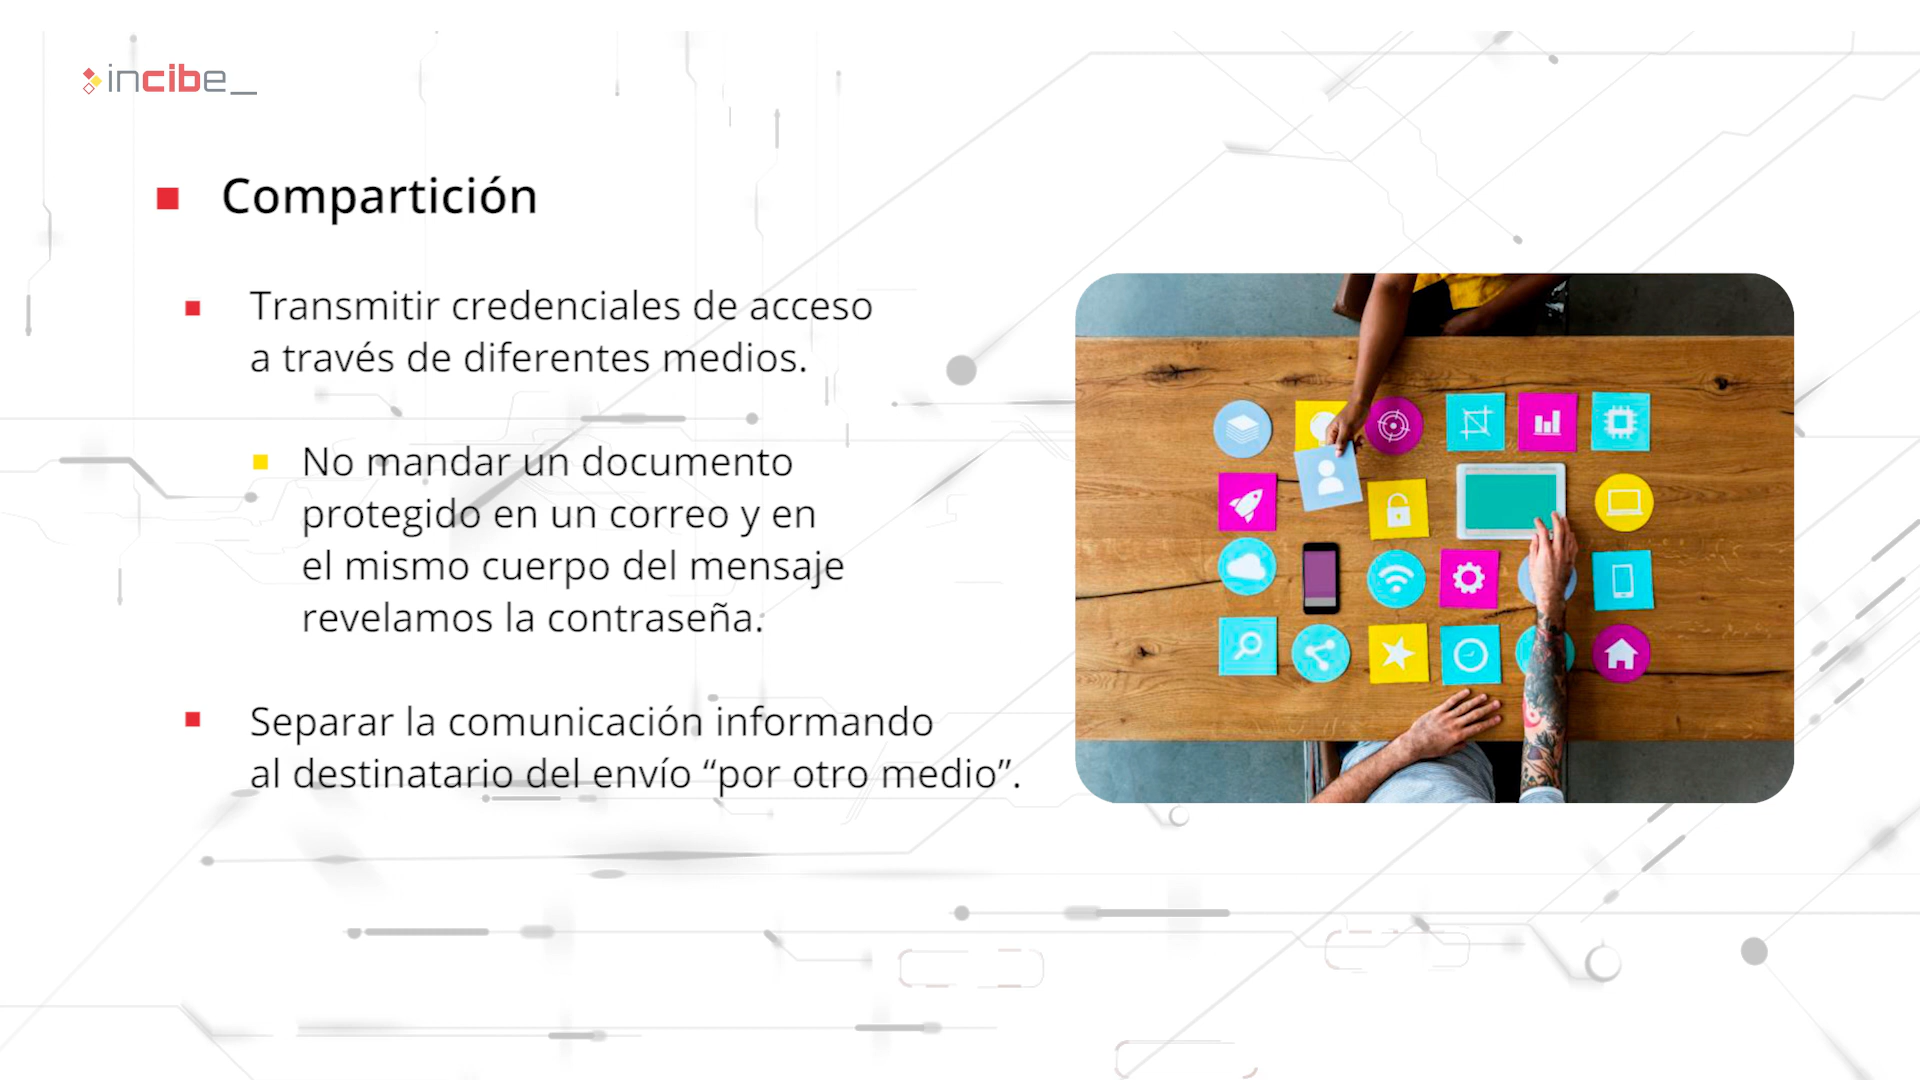 incibe_
Compartición
Transmitir credenciales de acceso
a través de diferentes medios.
No mandar un documento
protegido en un correo y en
el mismo cuerpo del mensaje
revelamos la contraseña.
Separar la comunicación informando
al destinatario del envío “por otro medio”.